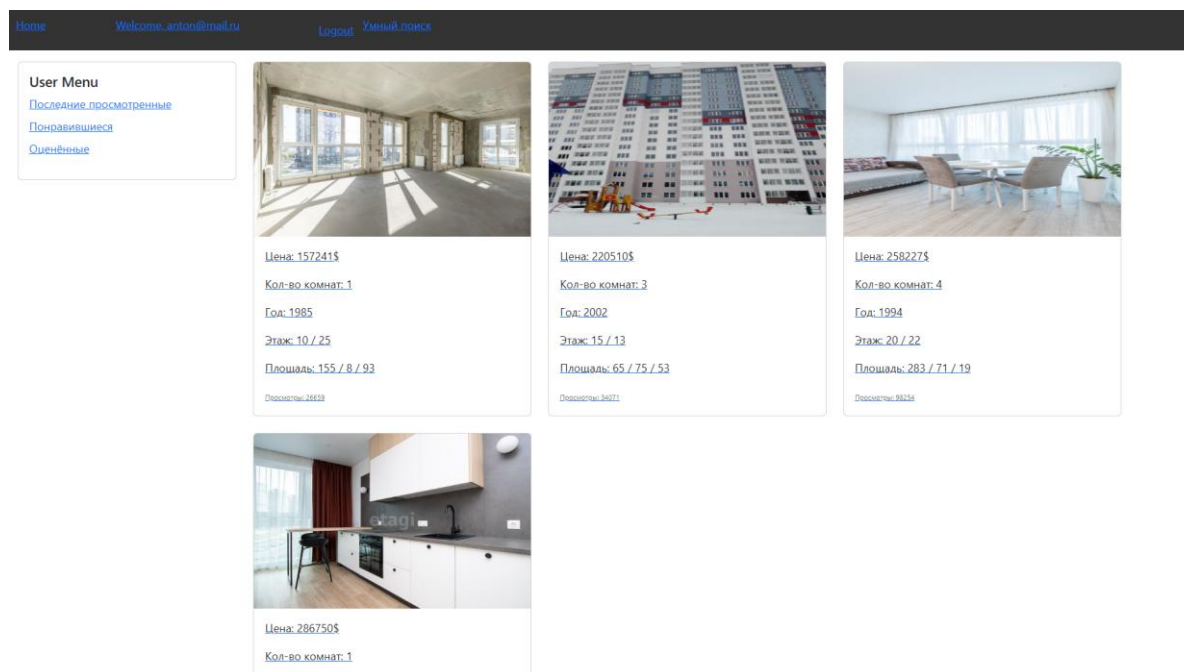 Home
Welcome, anton@mail.ru
Logout
Умный поиск
User Menu
Последние просмотренные
Понравившиеся
Оценённые
Цена: 157241$
Кол-во комнат: 1
Год: 1985
Этаж: 10 / 25
Площадь: 155 / 8 / 93
Просмотры: 26659
Цена: 220510$
Кол-во комнат: 3
Год: 2002
Этаж: 15 / 13
Площадь: 65 / 75 / 53
Просмотры: 34071
Цена: 258227$
Кол-во комнат: 4
Год: 1994
Этаж: 20 / 22
Площадь: 283 / 71 / 19
Просмотры: 98254
etagi
Цена: 286750$
Кол-во комнат: 1